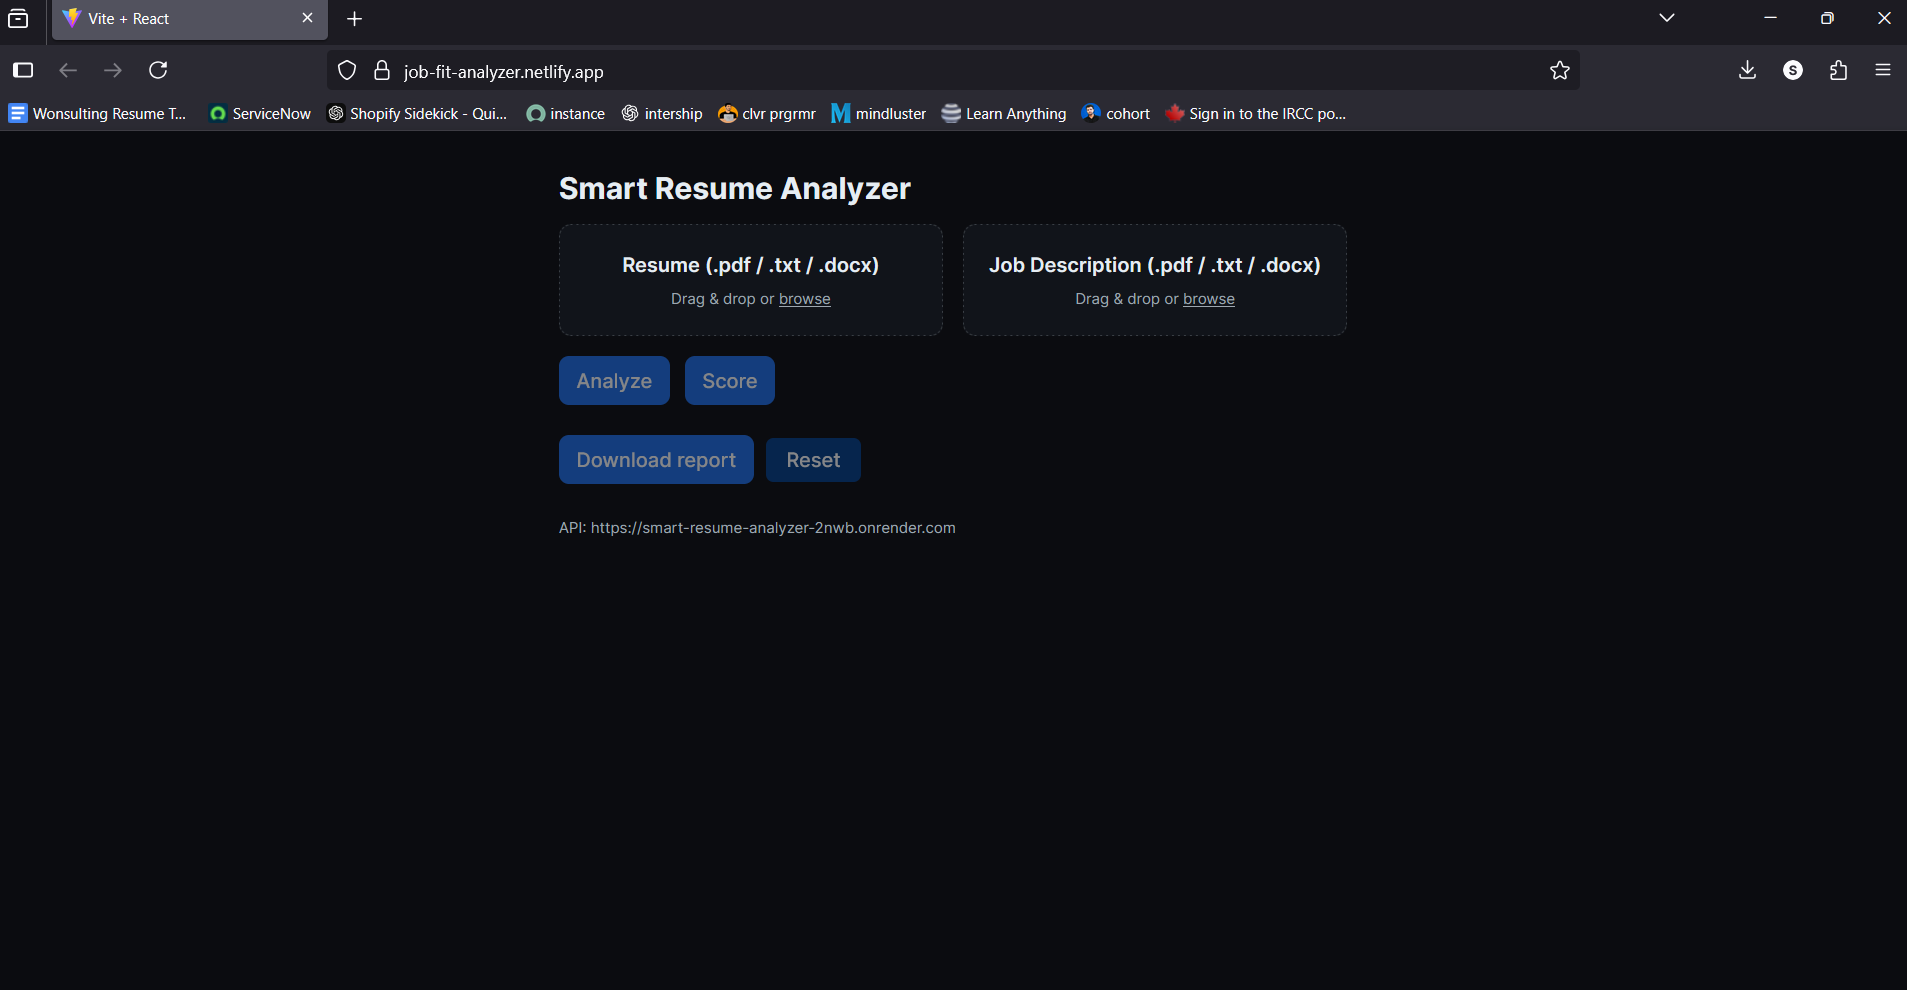 Vite + React
job-fit-analyzer.netlify.app
S
Wonsulting Resume T... ServiceNow Shopify Sidekick - Qui... instance intership clvr prgrmr mindluster Learn Anything cohort Sign in to the IRCC po...
Smart Resume Analyzer
Resume (.pdf / .txt / .docx)
Drag & drop or browse
Job Description (.pdf / .txt / .docx)
Drag & drop or browse
Analyze Score
Download report Reset
API: https://smart-resume-analyzer-2nwb.onrender.com